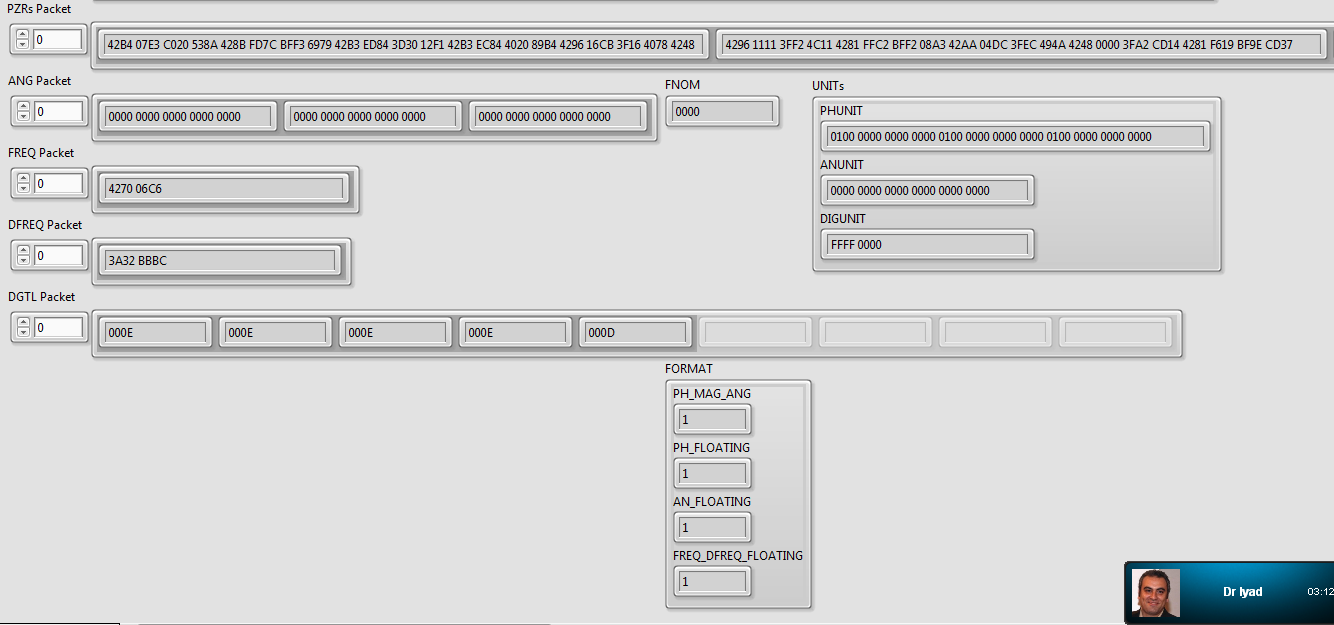 PZRs Packet
0
42B4 07E3 C020 538A 428B FD7C BFF3 6979 42B3 ED84 3D30 12F1 42B3 EC84 4020 89B4 4296 16CB 3F16 4078 4248
4296 1111 3FF2 4C11 4281 FFC2 BFF2 08A3 42AA 04DC 3FEC 494A 4248 0000 3FA2 CD14 4281 F619 BF9E CD37
ANG Packet
0
0000 0000 0000 0000 0000
0000 0000 0000 0000 0000
0000 0000 0000 0000 0000
FNOM
0000
UNITs
PHUNIT
0100 0000 0000 0000 0100 0000 0000 0000 0100 0000 0000 0000
ANUNIT
0000 0000 0000 0000 0000 0000
DIGUNIT
FFFF 0000
FREQ Packet
0
4270 06C6
DFREQ Packet
0
3A32 BBBC
DGTL Packet
0
000E
000E
000E
000E
000D
FORMAT
PH_MAG_ANG
1
PH_FLOATING
1
AN_FLOATING
1
FREQ_DFREQ_FLOATING
1
Dr Iyad
03:12